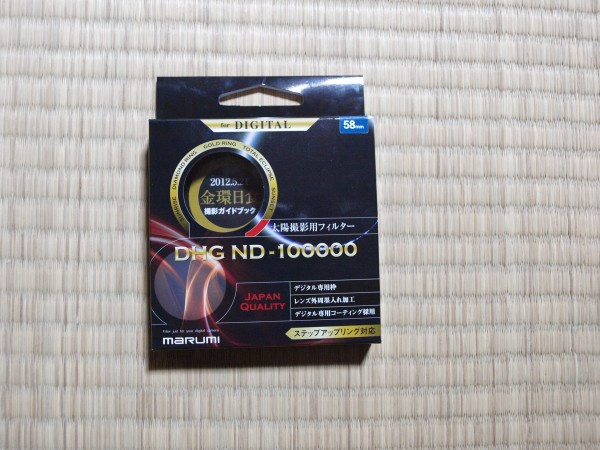 for DIGITAL
58mm
DIAMOND RING GOLD RING TOTAL ECLIPSE
金環日食
撮影ガイドブック
太陽撮影用フィルター
DHG ND-100000
JAPAN
QUALITY
デジタル専用枠
レンズ外周墨入れ加工
デジタル専用コーティング採用
marumi
ステップアップリング対応